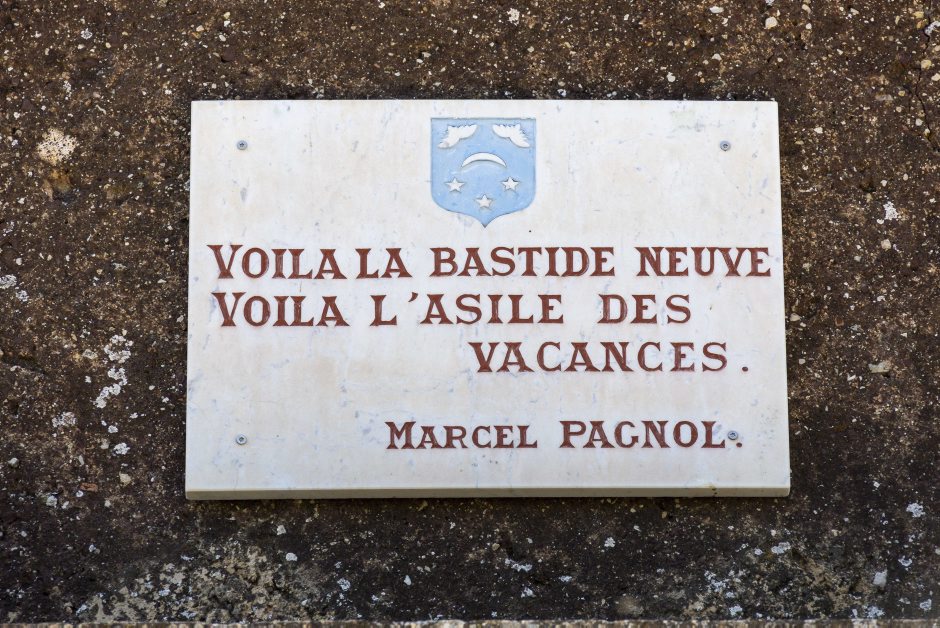 VOILA LA BASTIDE NEUVE
VOILA L'ASILE DES
VACANCES.
MARCEL PAGNOL.